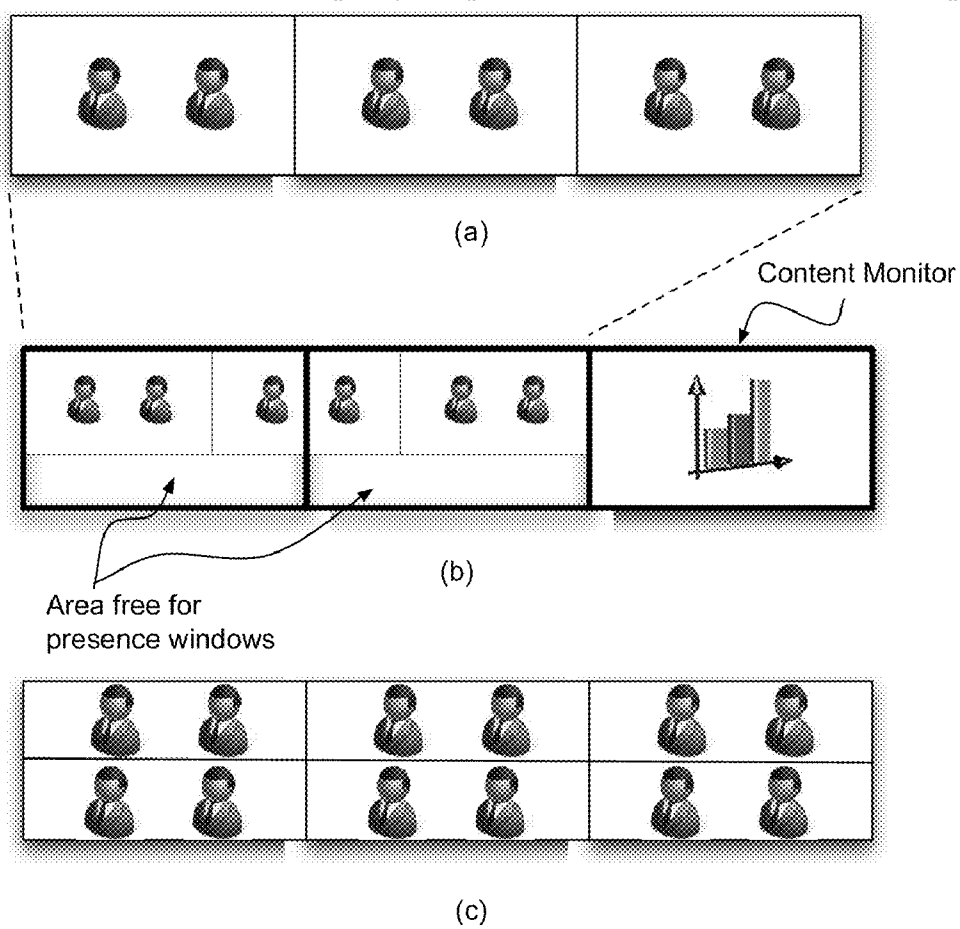 (a)
Content Monitor
(b)
Area free for
presence windows
(c)